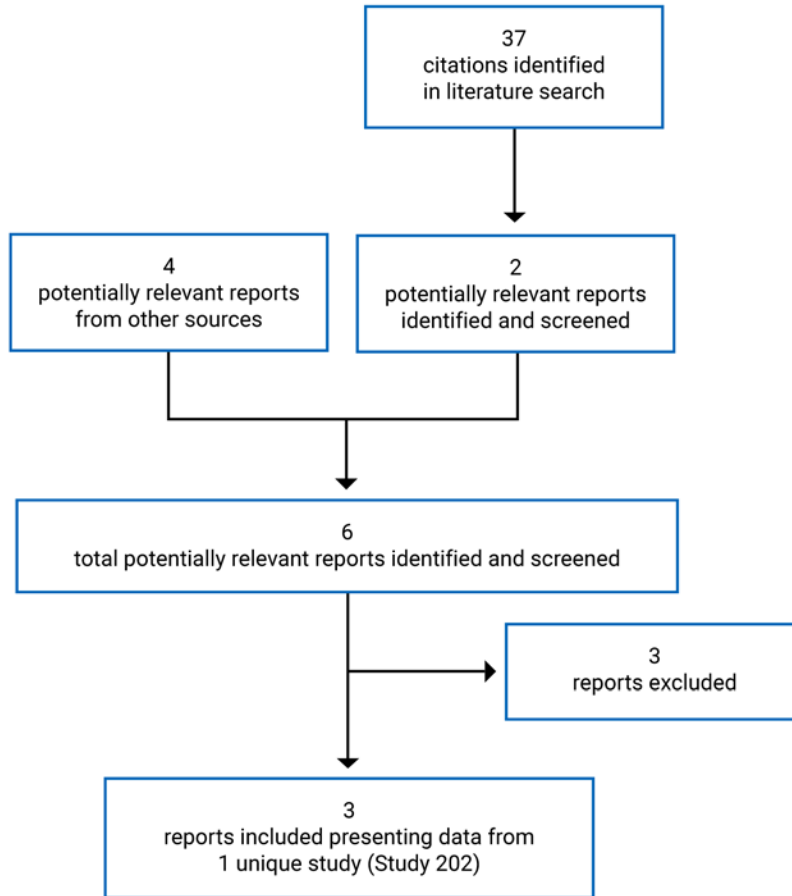 37
citations identified
in literature search
4
potentially relevant reports
from other sources
2
potentially relevant reports
identified and screened
6
total potentially relevant reports identified and screened
3
reports excluded
3
reports included presenting data from
1 unique study (Study 202)